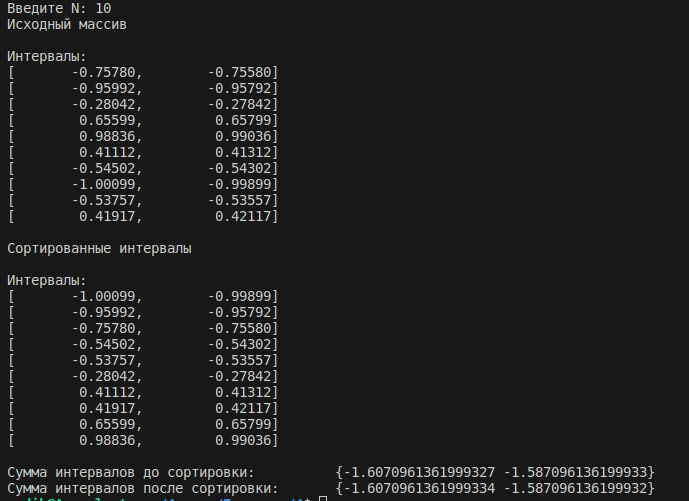 Введите N: 10
Исходный массив
Интервалы:
[       -0.75780,        -0.75580]
[       -0.95992,        -0.95792]
[       -0.28042,        -0.27842]
[        0.65599,         0.65799]
[        0.98836,         0.99036]
[        0.41112,         0.41312]
[       -0.54502,        -0.54302]
[       -1.00099,        -0.99899]
[       -0.53757,        -0.53557]
[        0.41917,         0.42117]
Сортированные интервалы
Интервалы:
[       -1.00099,        -0.99899]
[       -0.95992,        -0.95792]
[       -0.75780,        -0.75580]
[       -0.54502,        -0.54302]
[       -0.53757,        -0.53557]
[       -0.28042,        -0.27842]
[        0.41112,         0.41312]
[        0.41917,         0.42117]
[        0.65599,         0.65799]
[        0.98836,         0.99036]
Сумма интервалов до сортировки:          {-1.6070961361999327 -1.587096136199933}
Сумма интервалов после сортировки:       {-1.6070961361999334 -1.5870961361999932}